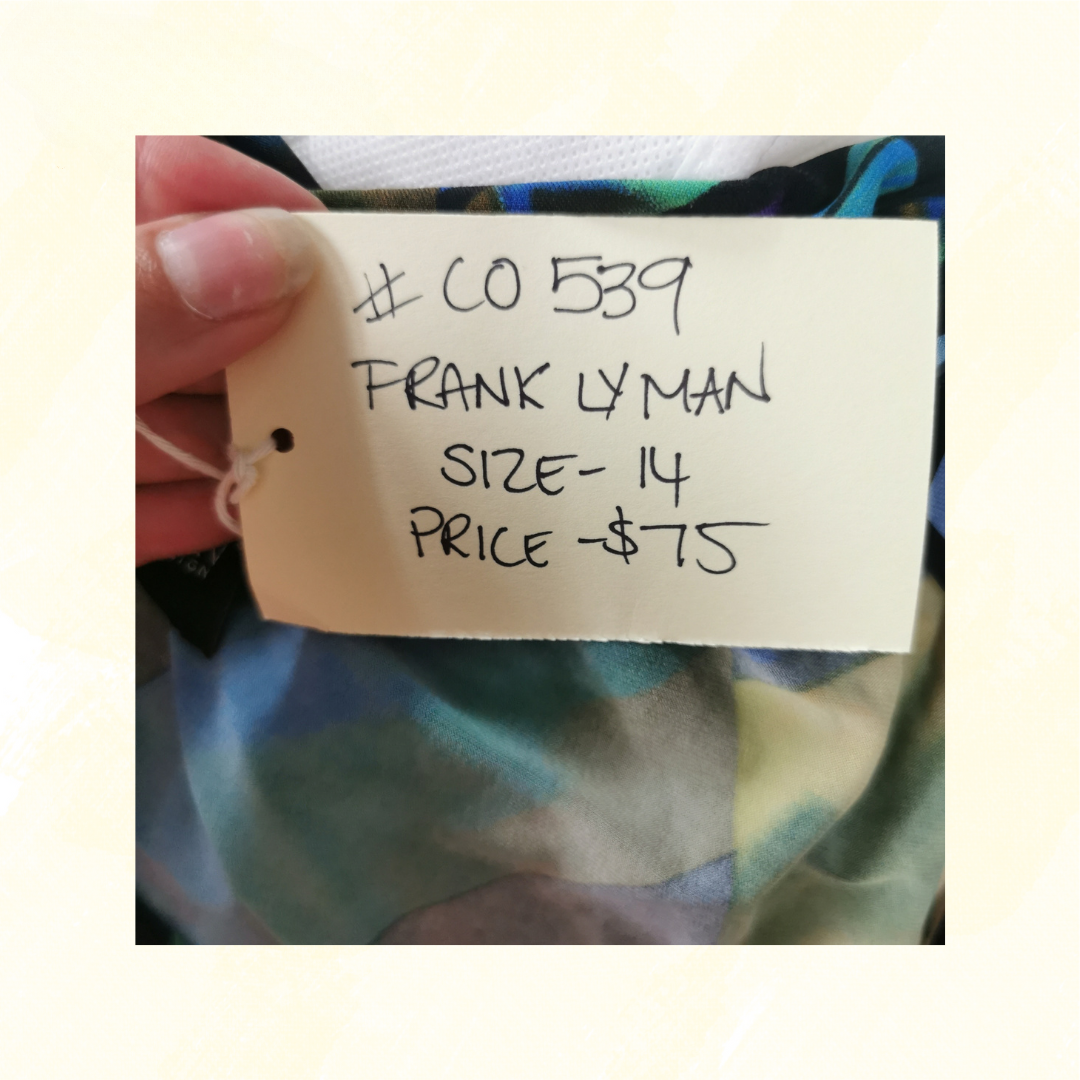 # CO 539
FRANK LYMAN
SIZE- 14
PRICE -$75